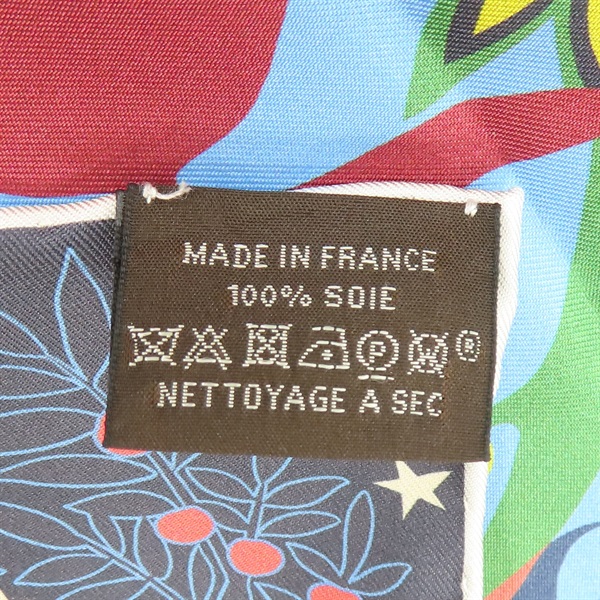 MADE IN FRANCE
100% SOIE
P W ®
NETTOYAGE A SEC